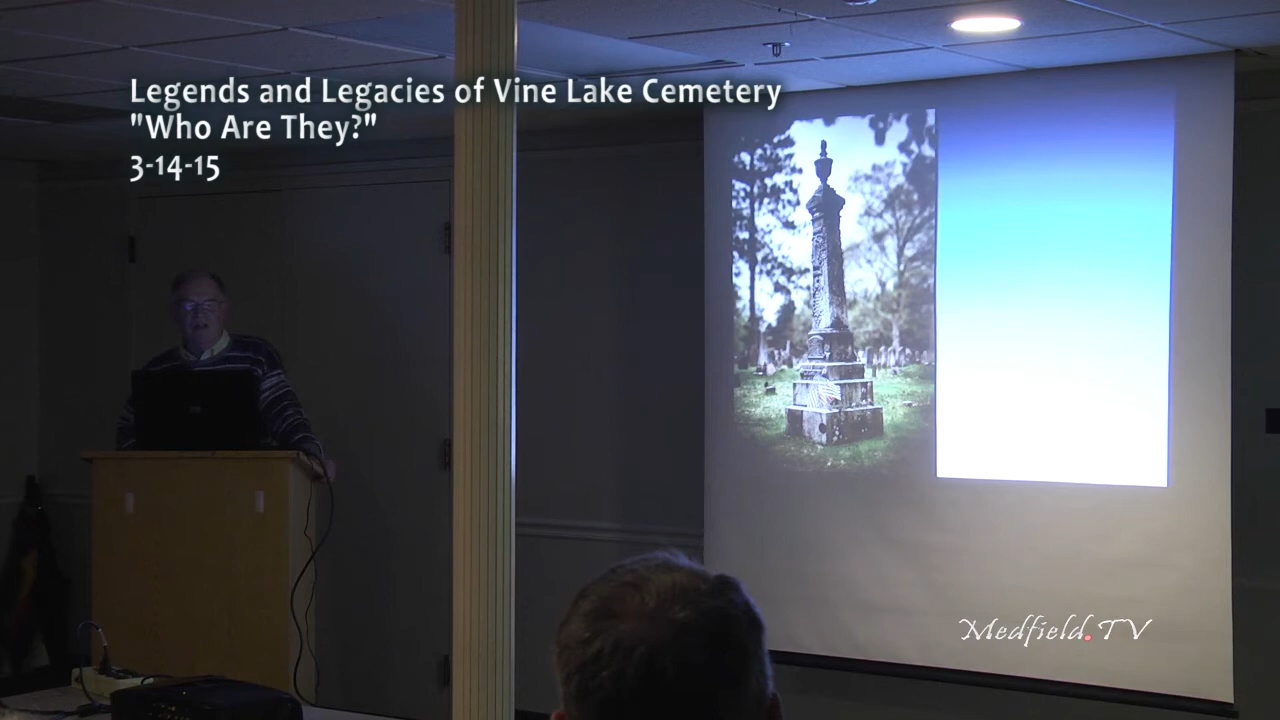 Legends and Legacies of Vine Lake Cemetery
"Who Are They?"
3-14-15
Medfield.TV